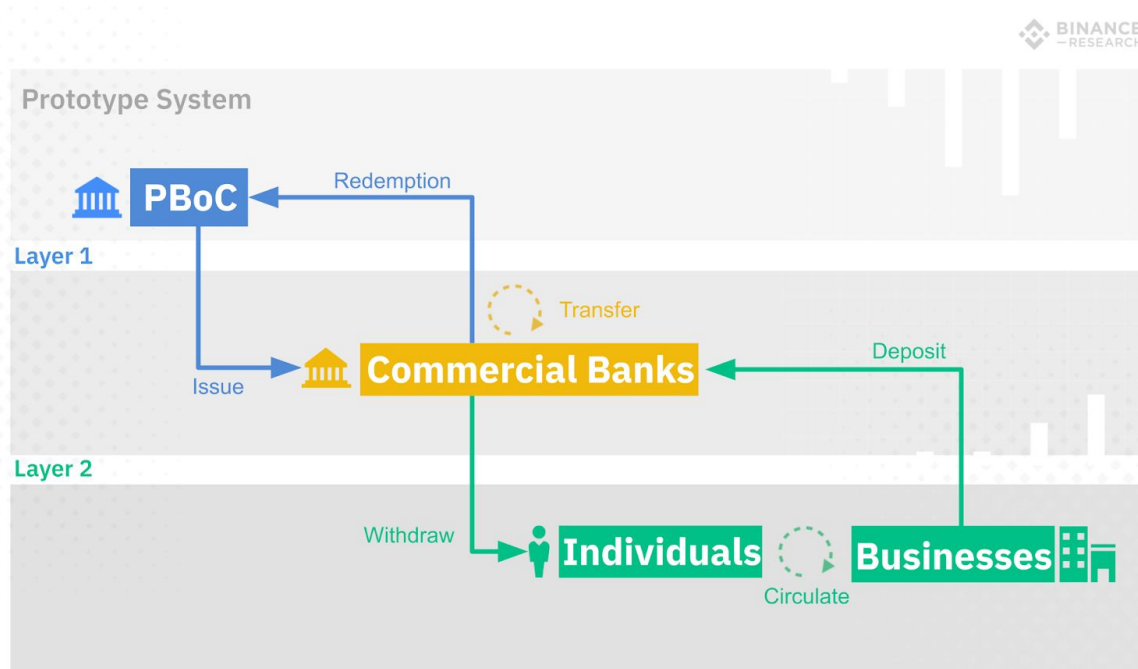 BINANCE
RESEARCH
Prototype System
Redemption
PBoC
Layer 1
Transfer
Deposit
Commercial Banks
Issue
Layer 2
Withdraw
Individuals
Businesses
Circulate